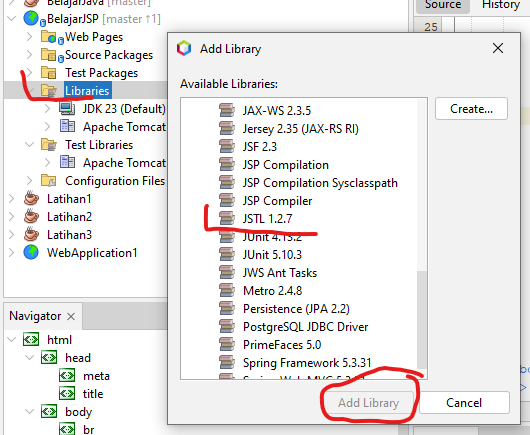 BelajarJava [master ↑1]
BelajarJSP [master ↑1]
Web Pages
Source Packages
Test Packages
Libraries
JDK 23 (Default)
Apache Tomcat
Test Libraries
Apache Tomcat
Configuration Files
Latihan1
Latihan2
Latihan3
WebApplication1
Navigator
html
head
meta
title
body
br
Source
History
25
Add Library
Available Libraries:
JAX-WS 2.3.5
Jersey 2.35 (JAX-RS RI)
JSF 2.3
JSP Compilation
JSP Compilation Sysclasspath
JSP Compiler
JSTL 1.2.7
JUnit 4.13.2
JUnit 5.10.3
JWS Ant Tasks
Metro 2.4.8
Persistence (JPA 2.2)
PostgreSQL JDBC Driver
PrimeFaces 5.0
Spring Framework 5.3.31
Create...
Add Library
Cancel